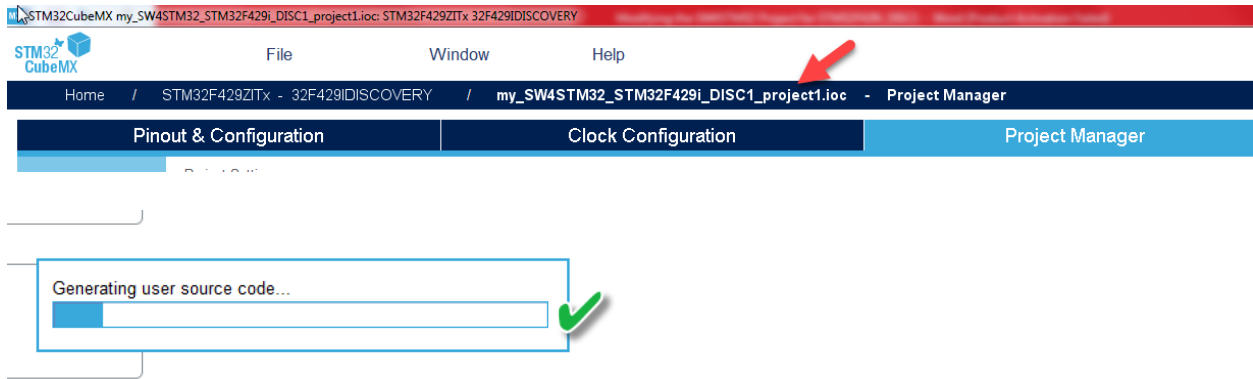 STM32CubeMX my_SW4STM32_STM32F429i_DISC1_project1.ioc: STM32F429ZITx 32F429IDISCOVERY
STM32
CubeMX
File Window Help
Home / STM32F429ZITx - 32F429IDISCOVERY / my_SW4STM32_STM32F429i_DISC1_project1.ioc - Project Manager
Pinout & Configuration Clock Configuration Project Manager
Generating user source code...